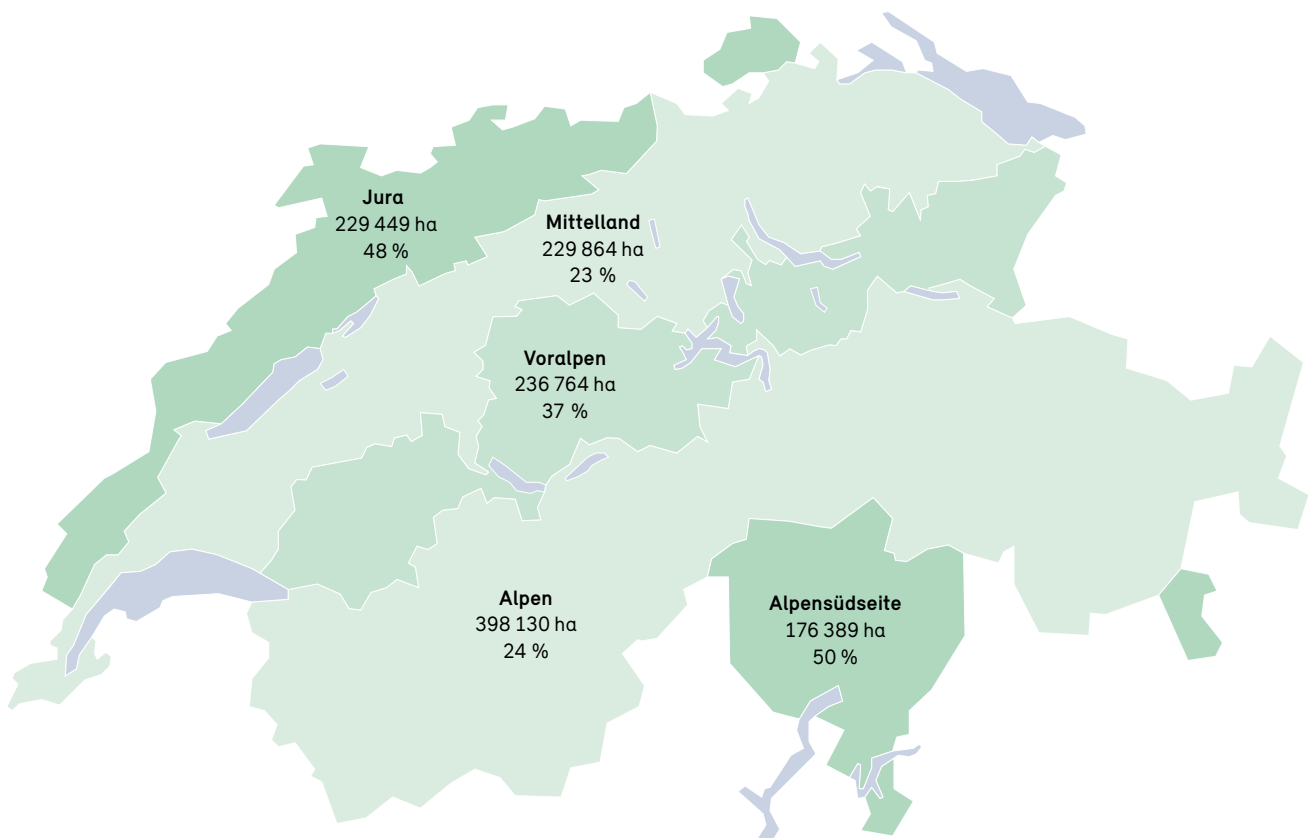 Jura
229 449 ha
48 %
Mittelland
229 864 ha
23 %
Voralpen
236 764 ha
37 %
Alpen
398 130 ha
24 %
Alpensüdseite
176 389 ha
50 %